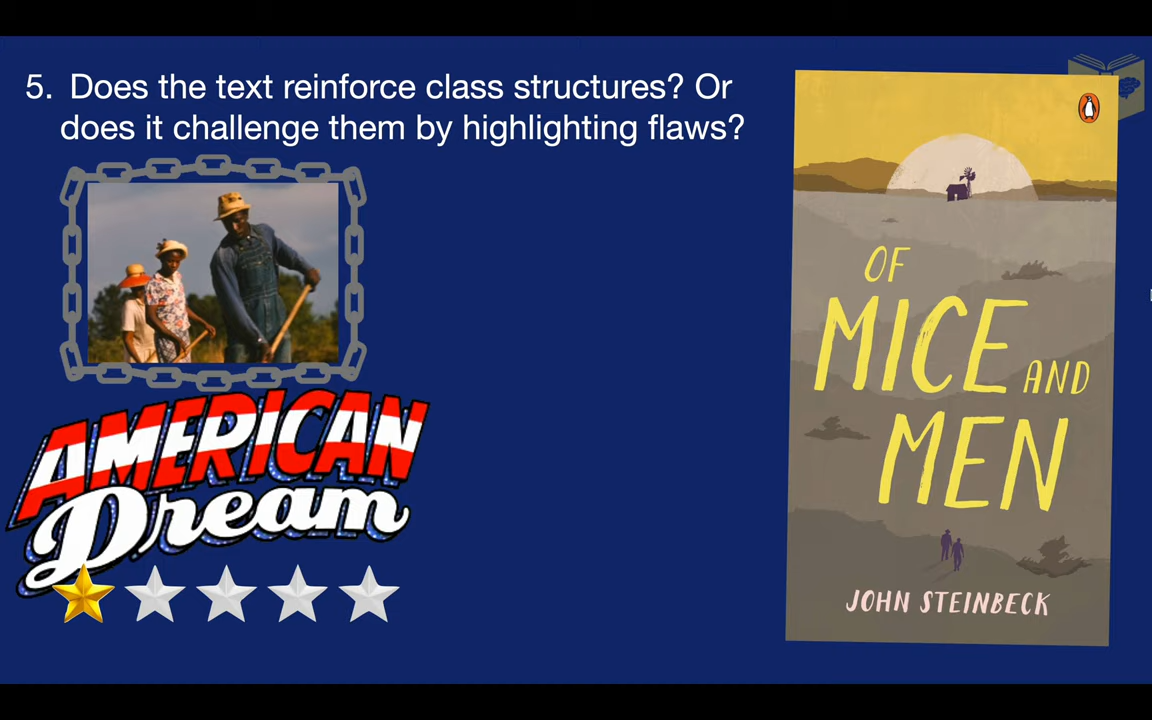 5. Does the text reinforce class structures? Or
does it challenge them by highlighting flaws?
AMERICAN
Dream
OF
MICE AND
MEN
JOHN STEINBECK